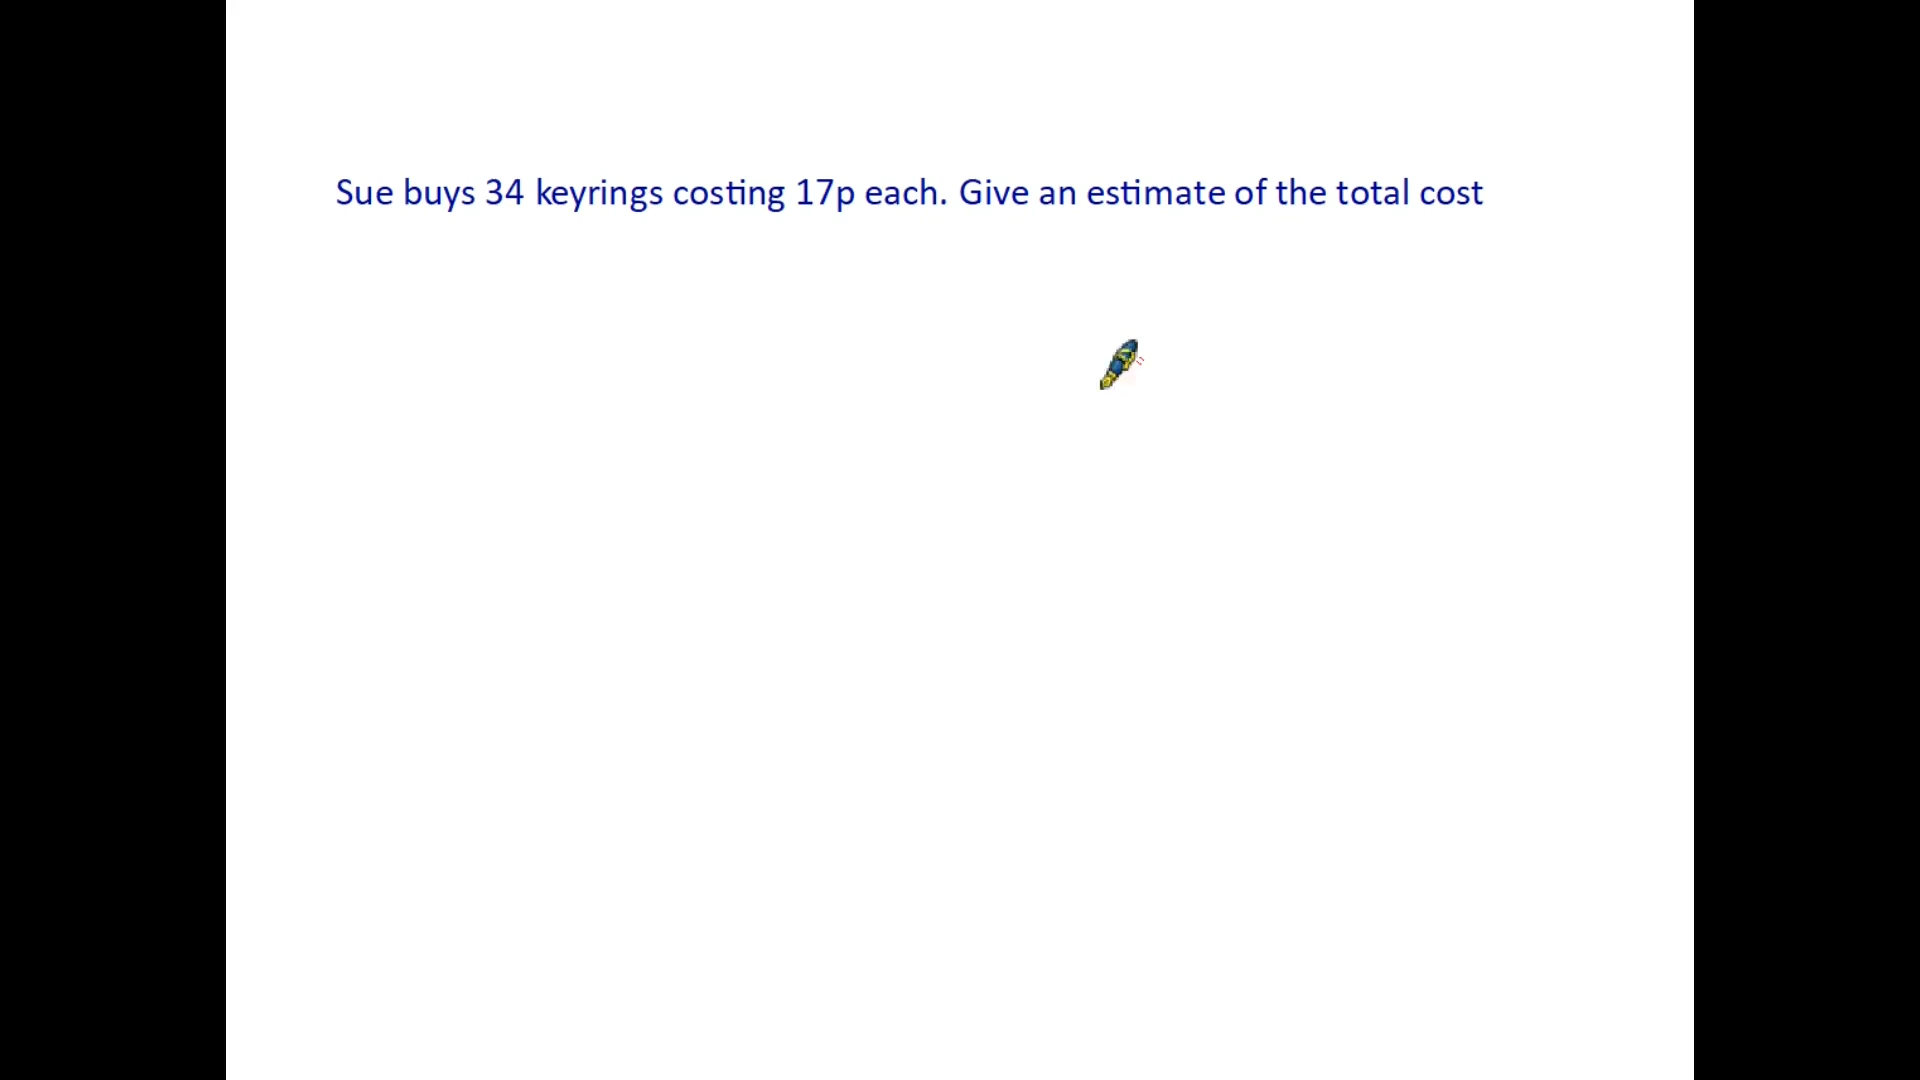 Sue buys 34 keyrings costing 17p each. Give an estimate of the total cost